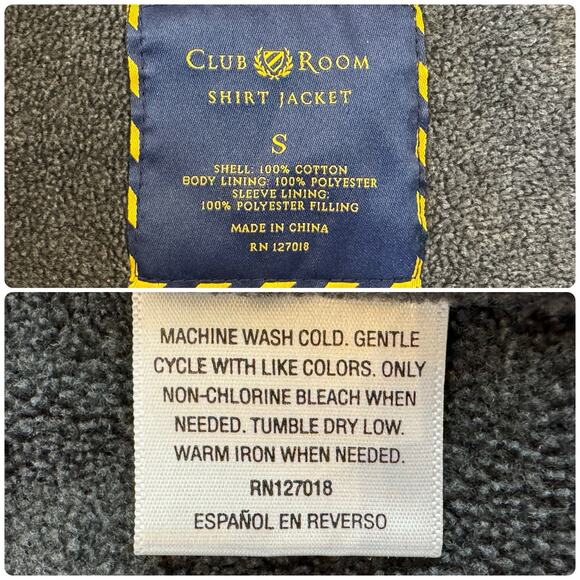 CLUB ROOM
SHIRT JACKET
S
SHELL: 100% COTTON
BODY LINING: 100% POLYESTER
SLEEVE LINING:
100% POLYESTER FILLING
MADE IN CHINA
RN 127018
MACHINE WASH COLD. GENTLE
CYCLE WITH LIKE COLORS. ONLY
NON-CHLORINE BLEACH WHEN
NEEDED. TUMBLE DRY LOW.
WARM IRON WHEN NEEDED.
RN127018
ESPAÑOL EN REVERSO